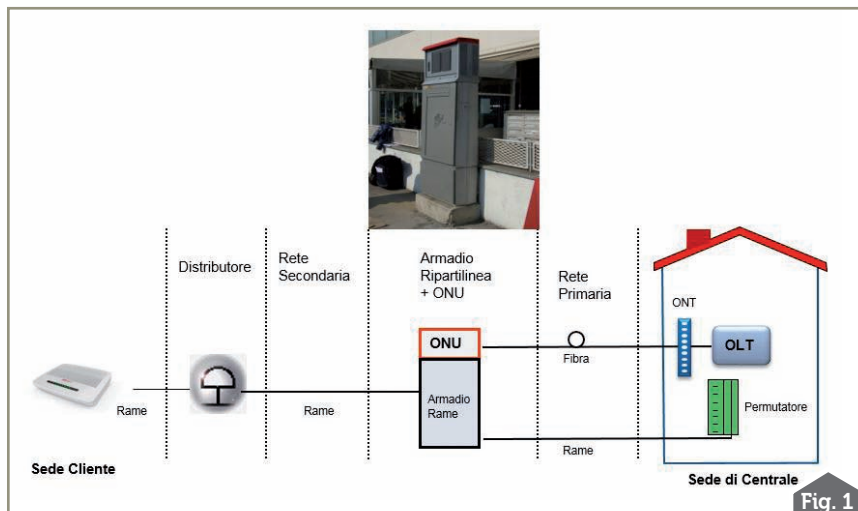 Distributore
Rete
Secondaria
Armadio
Ripartilinea
+ ONU
Rete
Primaria
ONT
ONU
OLT
Fibra
Armadio
Rame
Permutatore
Rame
Rame
Rame
Sede Cliente
Sede di Centrale
Fig. 1